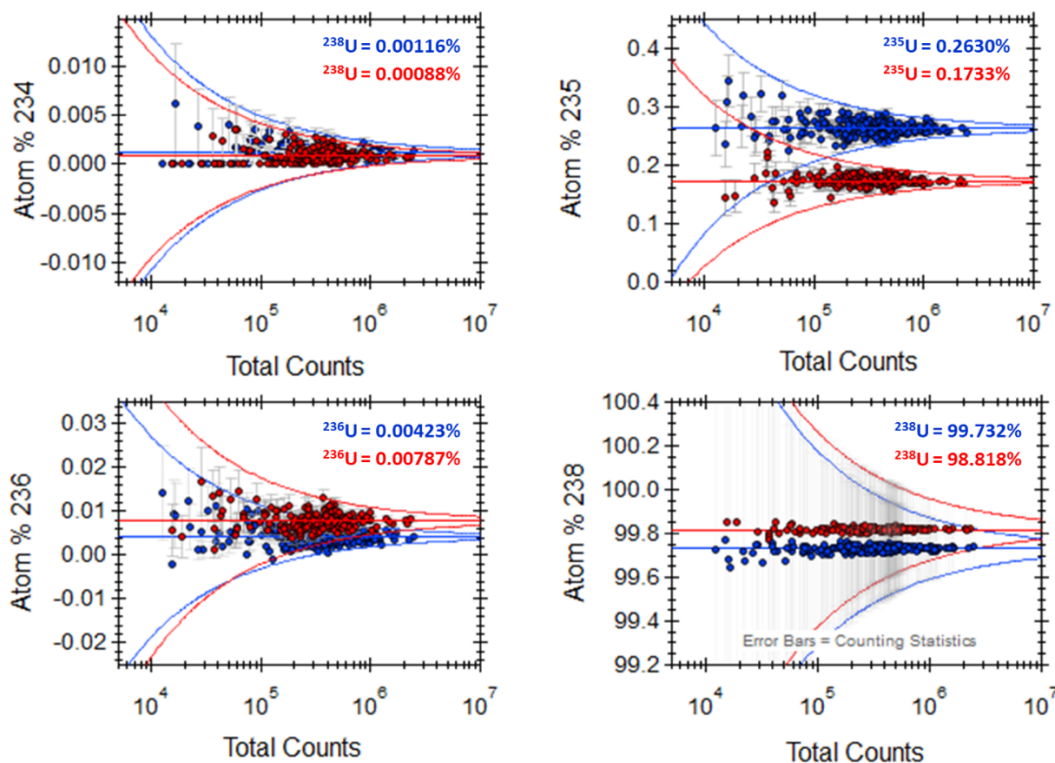 ²³⁸U = 0.00116%
²³⁸U = 0.00088%
0.010
0.005
0.000
-0.005
-0.010
Atom % 234
10⁴ 10⁵ 10⁶ 10⁷
Total Counts
²³⁵U = 0.2630%
²³⁵U = 0.1733%
0.4
0.3
0.2
0.1
0.0
Atom % 235
10⁴ 10⁵ 10⁶ 10⁷
Total Counts
²³⁶U = 0.00423%
²³⁶U = 0.00787%
0.03
0.02
0.01
0.00
-0.01
-0.02
Atom % 236
10⁴ 10⁵ 10⁶ 10⁷
Total Counts
²³⁸U = 99.732%
²³⁸U = 98.818%
100.4
100.2
100.0
99.8
99.6
99.4
99.2
Atom % 238
Error Bars = Counting Statistics
10⁴ 10⁵ 10⁶ 10⁷
Total Counts